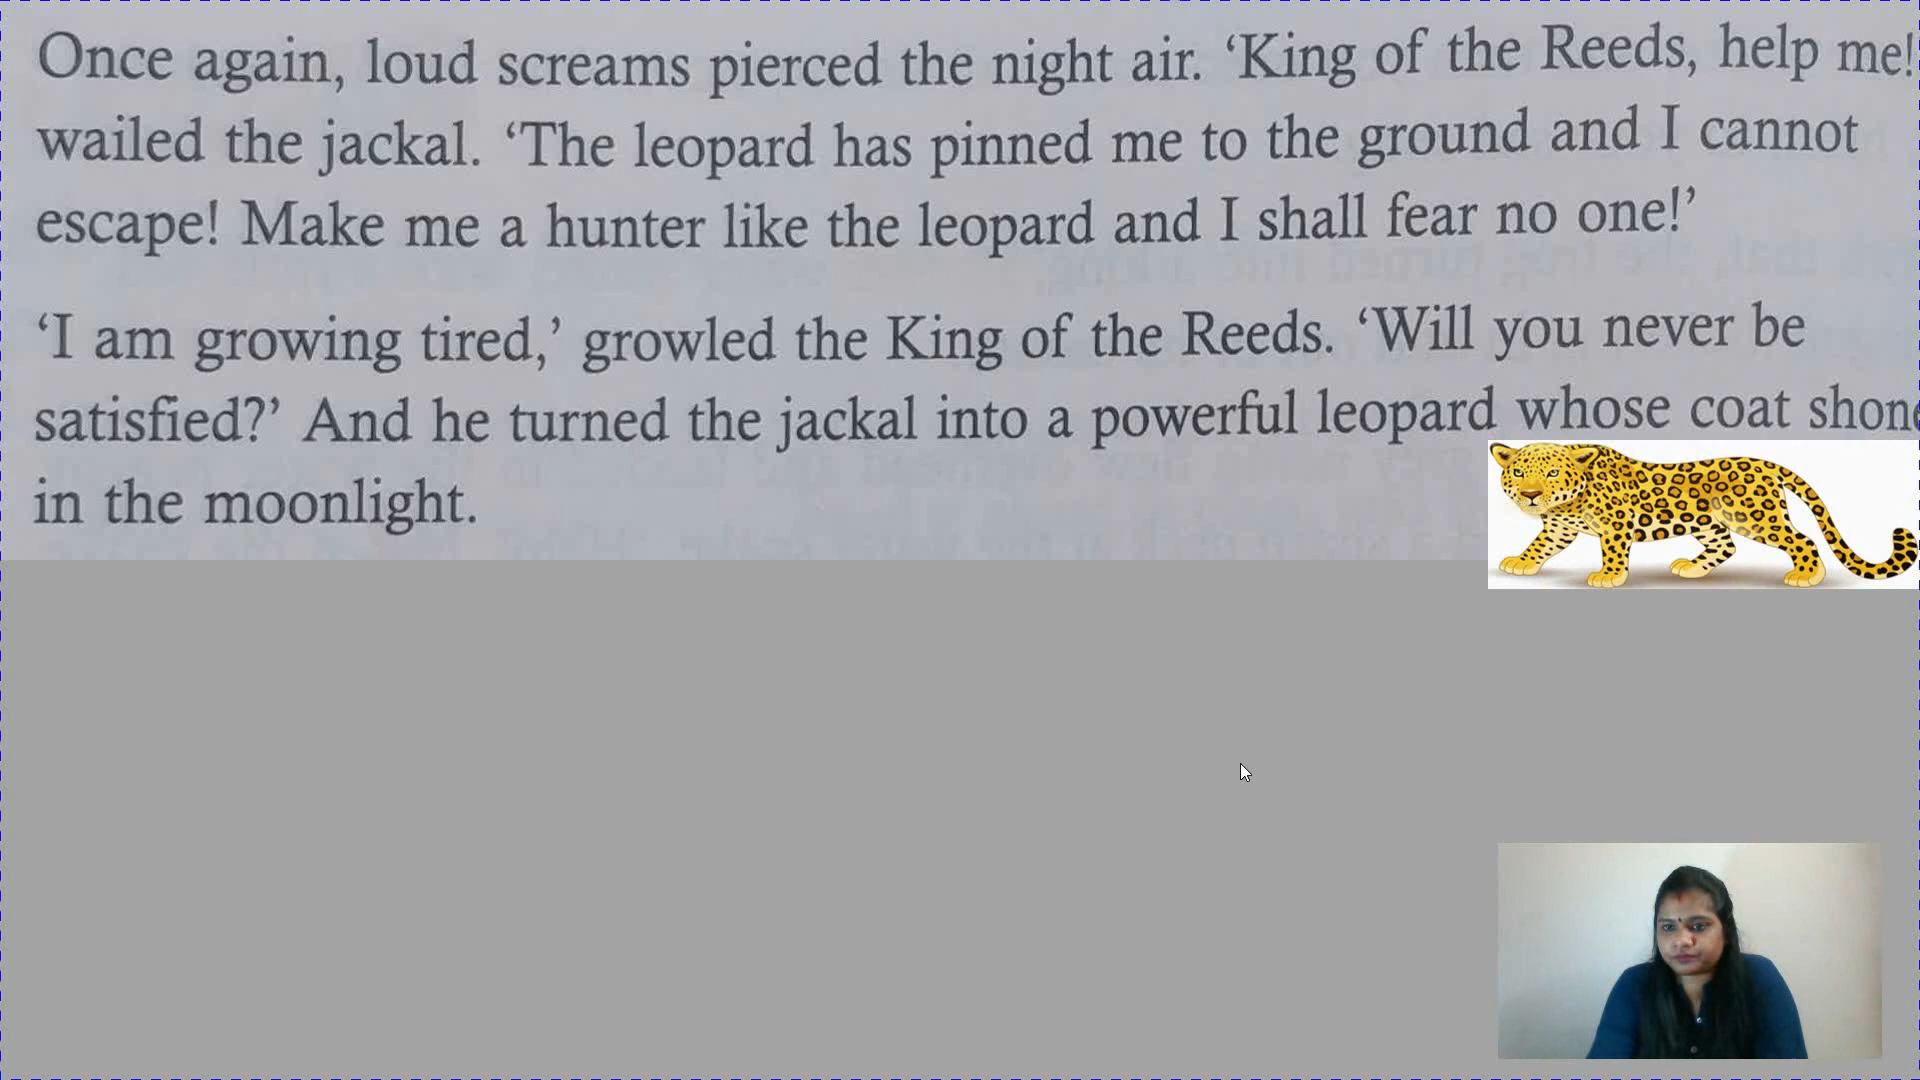 Once again, loud screams pierced the night air. ‘King of the Reeds, help me!
wailed the jackal. ‘The leopard has pinned me to the ground and I cannot
escape! Make me a hunter like the leopard and I shall fear no one!’
‘I am growing tired,’ growled the King of the Reeds. ‘Will you never be
satisfied?’ And he turned the jackal into a powerful leopard whose coat shone
in the moonlight.